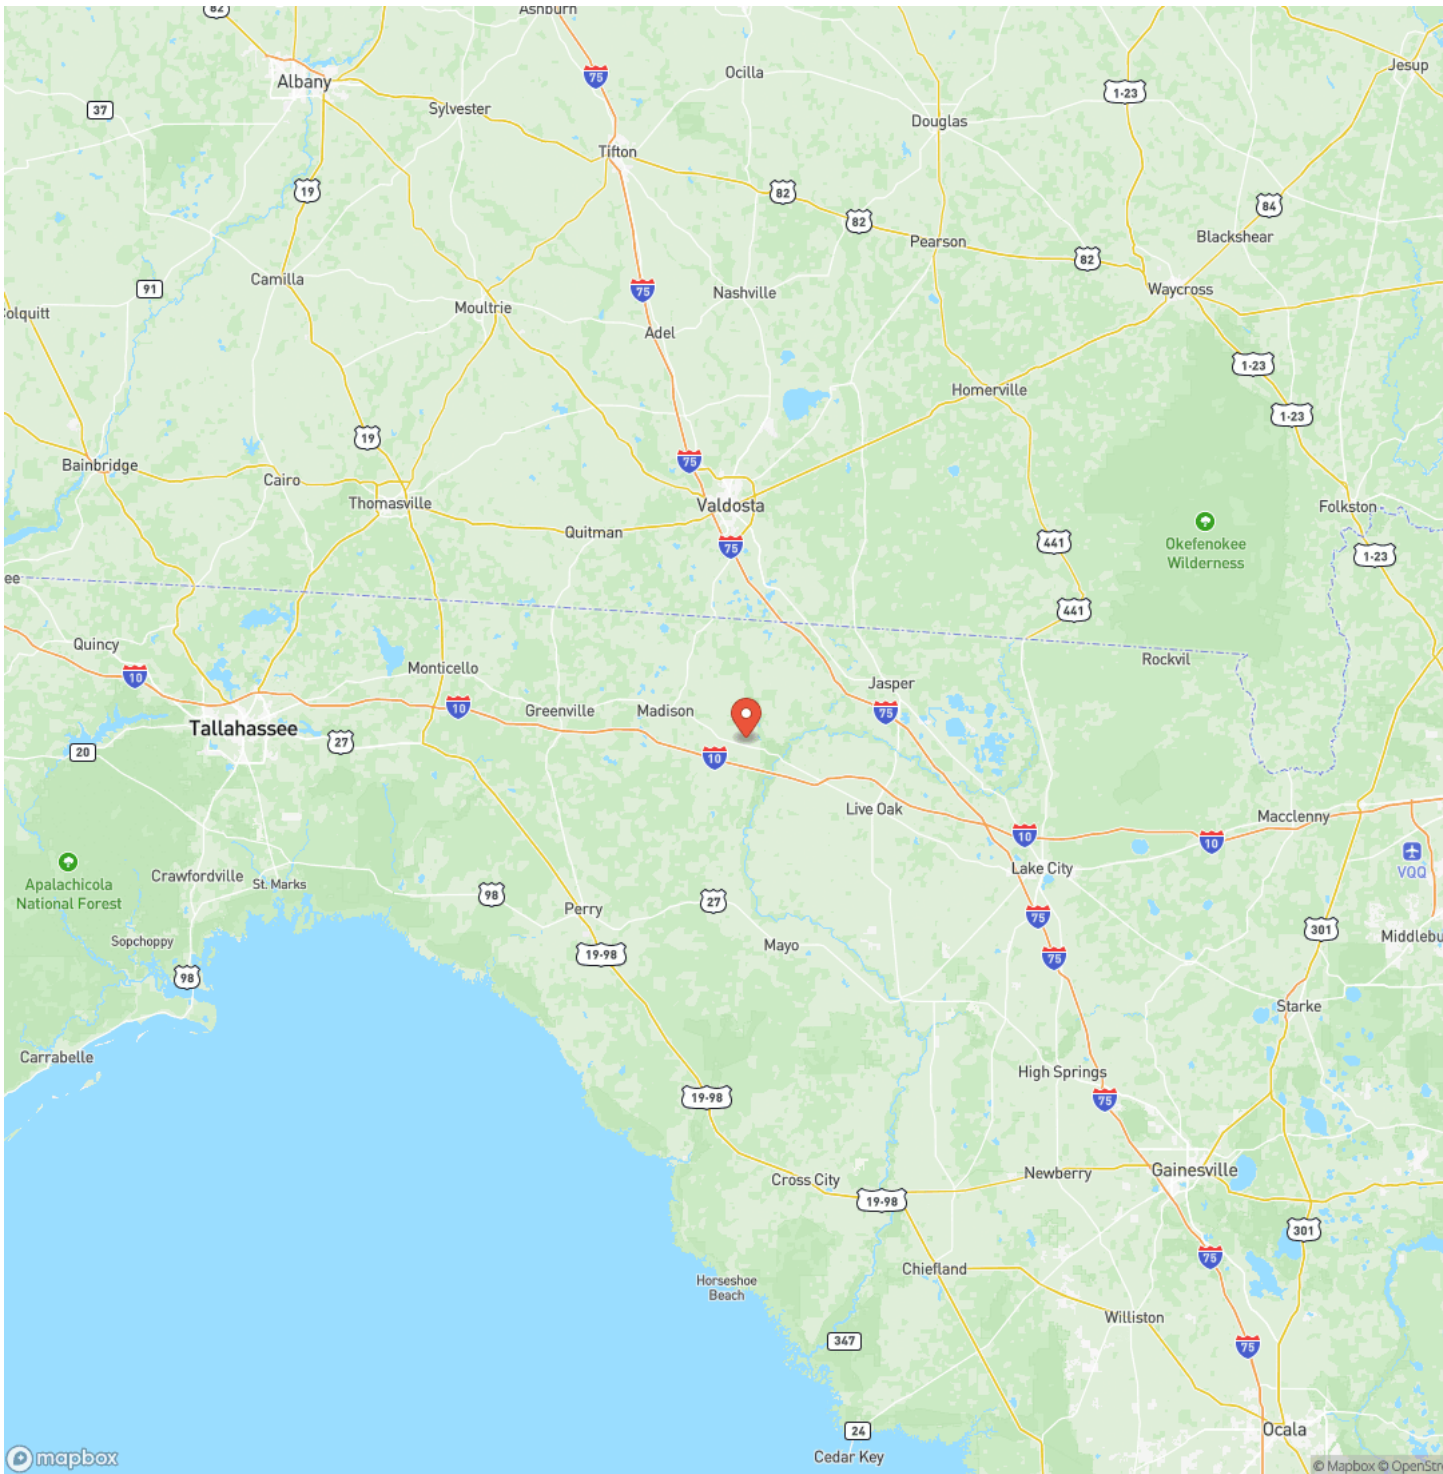 82
Ashburn
75
Ocilla
Jesup
Albany
1-23
37
Sylvester
Douglas
Tifton
19
82
84
82
Pearson
Blackshear
82
Camilla
91
75
Nashville
Waycross
Colquitt
Moultrie
Adel
1-23
Homerville
1-23
19
Bainbridge
75
Cairo
Thomasville
Valdosta
Folkston
Quitman
75
441
Okefenokee
Wilderness
1-23
ee
441
Quincy
Monticello
Rockvil
10
Jasper
10
Greenville
Madison
75
Tallahassee
27
20
10
Live Oak
Macclenny
10
10
VQQ
Apalachicola
National Forest
Crawfordville
St. Marks
98
Lake City
27
Perry
75
301
Sopchoppy
Mayo
Middlebu
19-98
75
98
Starke
Carrabelle
High Springs
19-98
75
Gainesville
Cross City
Newberry
19-98
301
75
Chiefland
Horseshoe
Beach
Williston
347
75
24
Ocala
Cedar Key
mapbox
© Mapbox © OpenStre